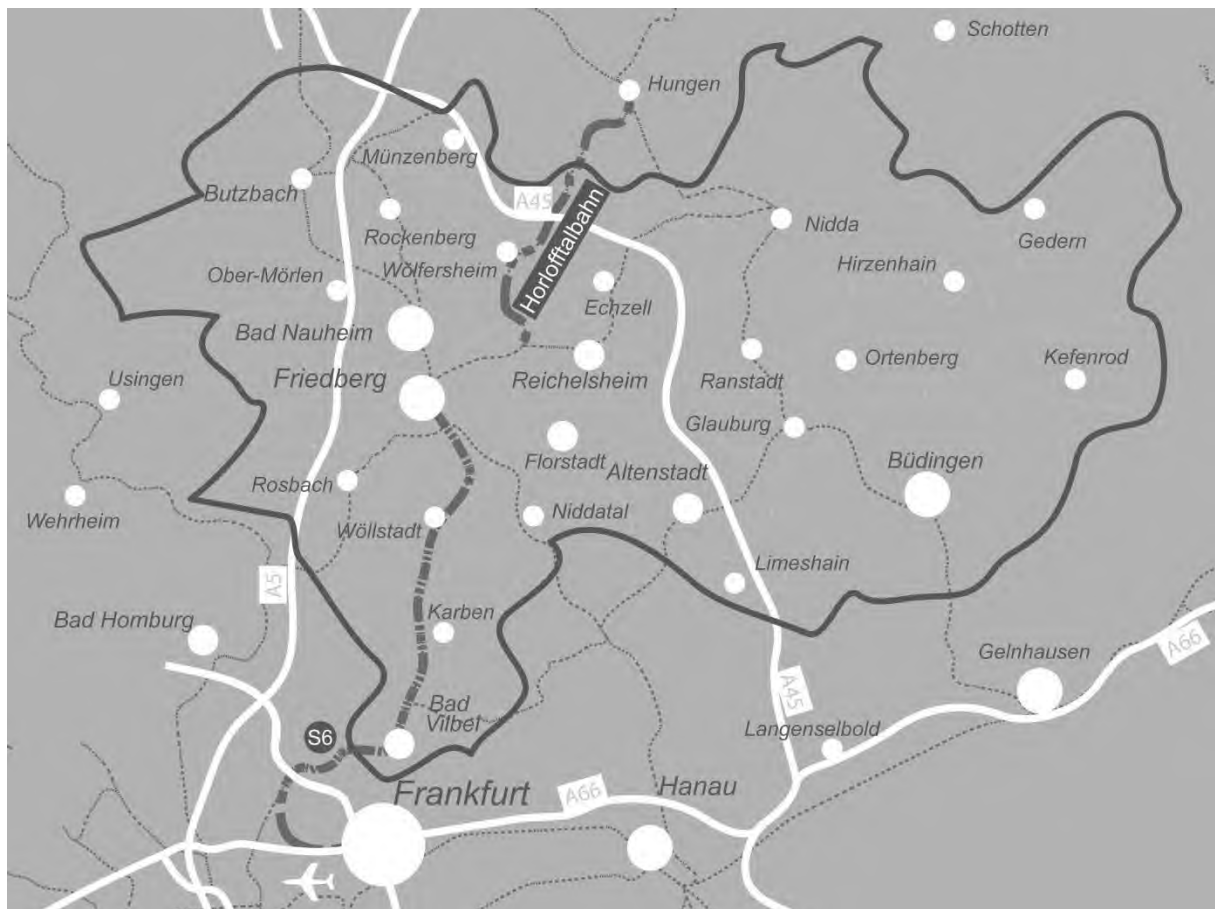 Schotten
Hungen
Münzenberg
Butzbach
A45
Rockenberg
Nidda
Gedern
Wölfersheim
Horlofftalbahn
Hirzenhain
Ober-Mörlen
Echzell
Bad Nauheim
Usingen
Friedberg
Reichelsheim
Ranstadt
Ortenberg
Kefenrod
Glauburg
Florstadt
Altenstadt
Büdingen
Rosbach
Wehrheim
Wöllstadt
Niddatal
Limeshain
A5
Bad Homburg
Karben
Gelnhausen
A66
Bad
Vilbel
A45
S6
Langenselbold
Frankfurt
A66
Hanau